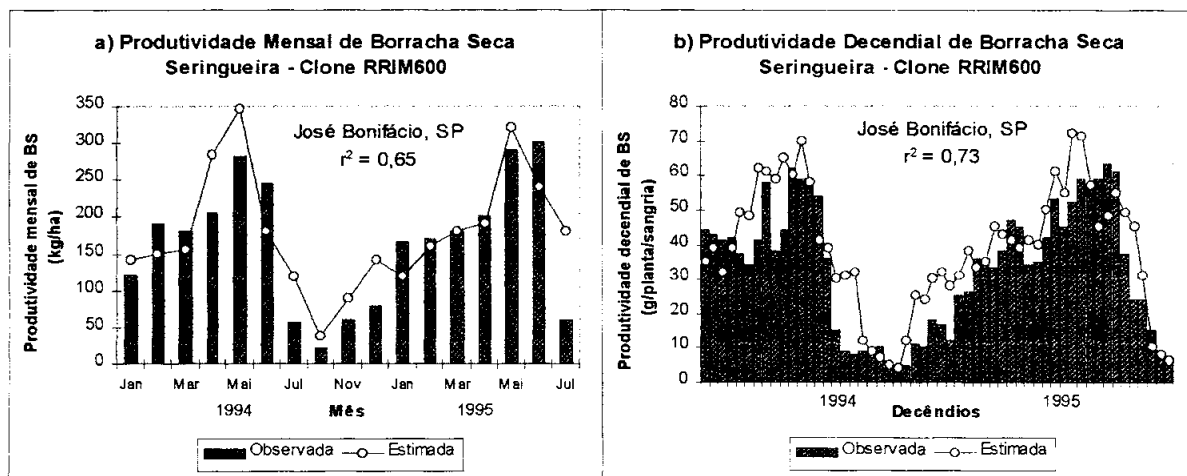 a) Produtividade Mensal de Borracha Seca
Seringueira - Clone RRIM600
Produtividade mensal de BS
(kg/ha)
350
300
250
200
150
100
50
0
José Bonifácio, SP
r² = 0,65
Jan Mar Mai Jul Nov Jan Mar Mai Jul
1994 Mês 1995
Observada Estimada
b) Produtividade Decendial de Borracha Seca
Seringueira - Clone RRIM600
Produtividade decendial de BS
(g/planta/sangria)
80
70
60
50
40
30
20
10
0
José Bonifácio, SP
r² = 0,73
1994 Decêndios 1995
Observada Estimada